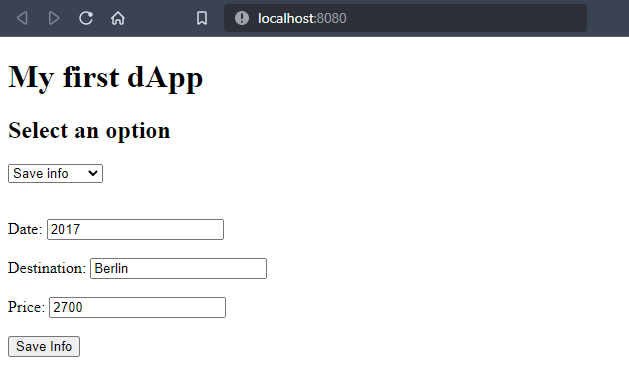 localhost:8080
My first dApp
Select an option
Save info
Date: 2017
Destination: Berlin
Price: 2700
Save Info